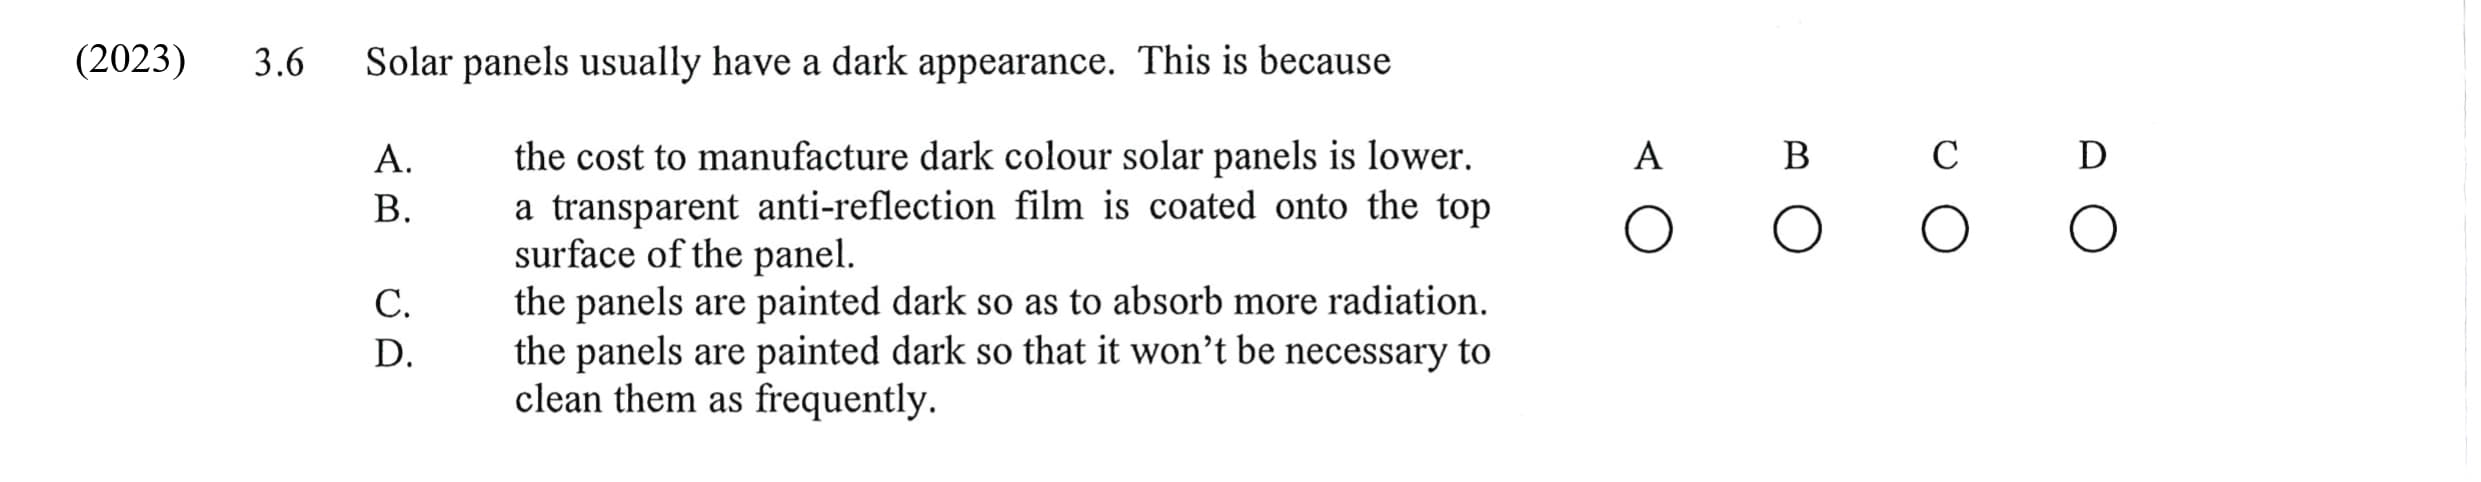 (2023) 3.6 Solar panels usually have a dark appearance. This is because
A. the cost to manufacture dark colour solar panels is lower. A B C D
B. a transparent anti-reflection film is coated onto the top
surface of the panel.
C. the panels are painted dark so as to absorb more radiation.
D. the panels are painted dark so that it won't be necessary to
clean them as frequently.